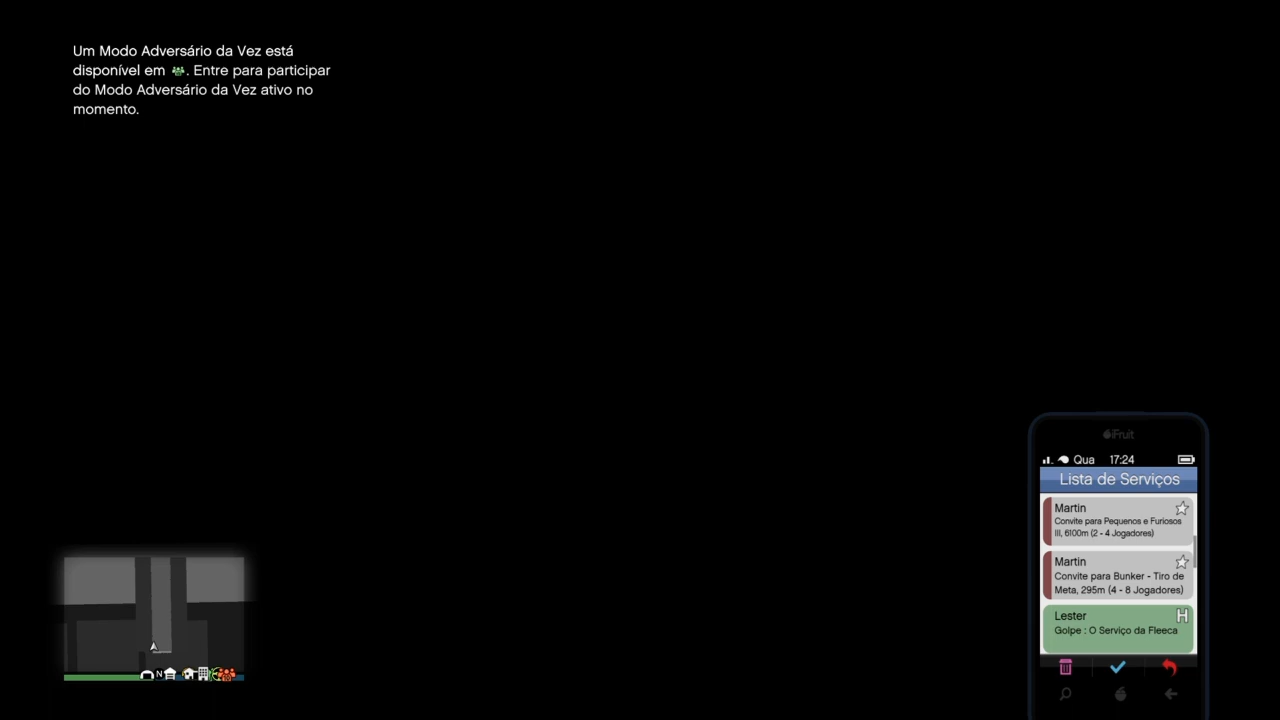 Um Modo Adversário da Vez está
disponível em . Entre para participar
do Modo Adversário da Vez ativo no
momento.
iFruit
Qua 17:24
Lista de Serviços
Martin
Convite para Pequenos e Furiosos
III, 6100m (2 - 4 Jogadores)
Martin
Convite para Bunker - Tiro de
Meta, 295m (4 - 8 Jogadores)
Lester H
Golpe : O Serviço da Fleeca
N